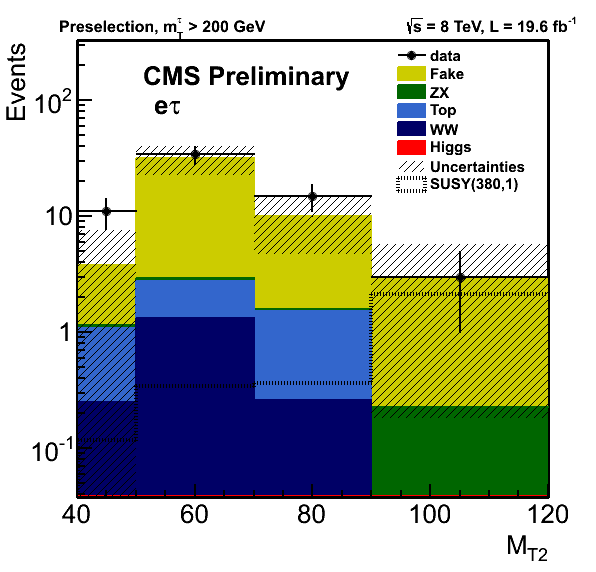 Preselection, m_T^τ > 200 GeV
√s = 8 TeV, L = 19.6 fb⁻¹
Events
CMS Preliminary
eτ
data
Fake
ZX
Top
WW
Higgs
Uncertainties
SUSY(380,1)
10²
10
1
10⁻¹
40 60 80 100 120
M_T2